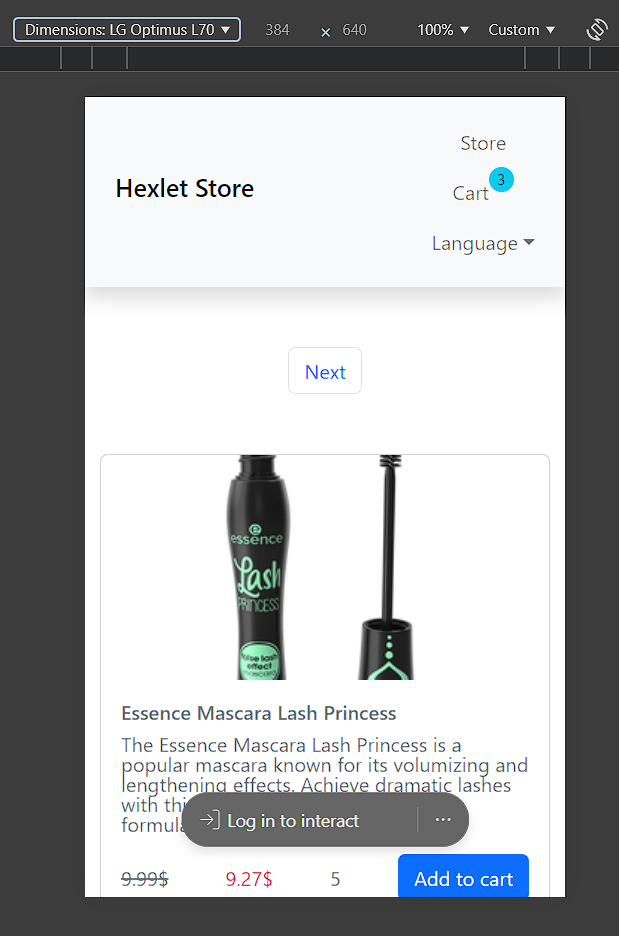 Dimensions: LG Optimus L70 ▼ 384 × 640 100% ▼ Custom ▼
Store
Hexlet Store
Cart 3
Language
Next
essence
Lash
PRINCESS
false lash
effect
mascara
Essence Mascara Lash Princess
The Essence Mascara Lash Princess is a
popular mascara known for its volumizing and
lengthening effects. Achieve dramatic lashes
with thi
formula
Log in to interact ...
9.99$ 9.27$ 5 Add to cart